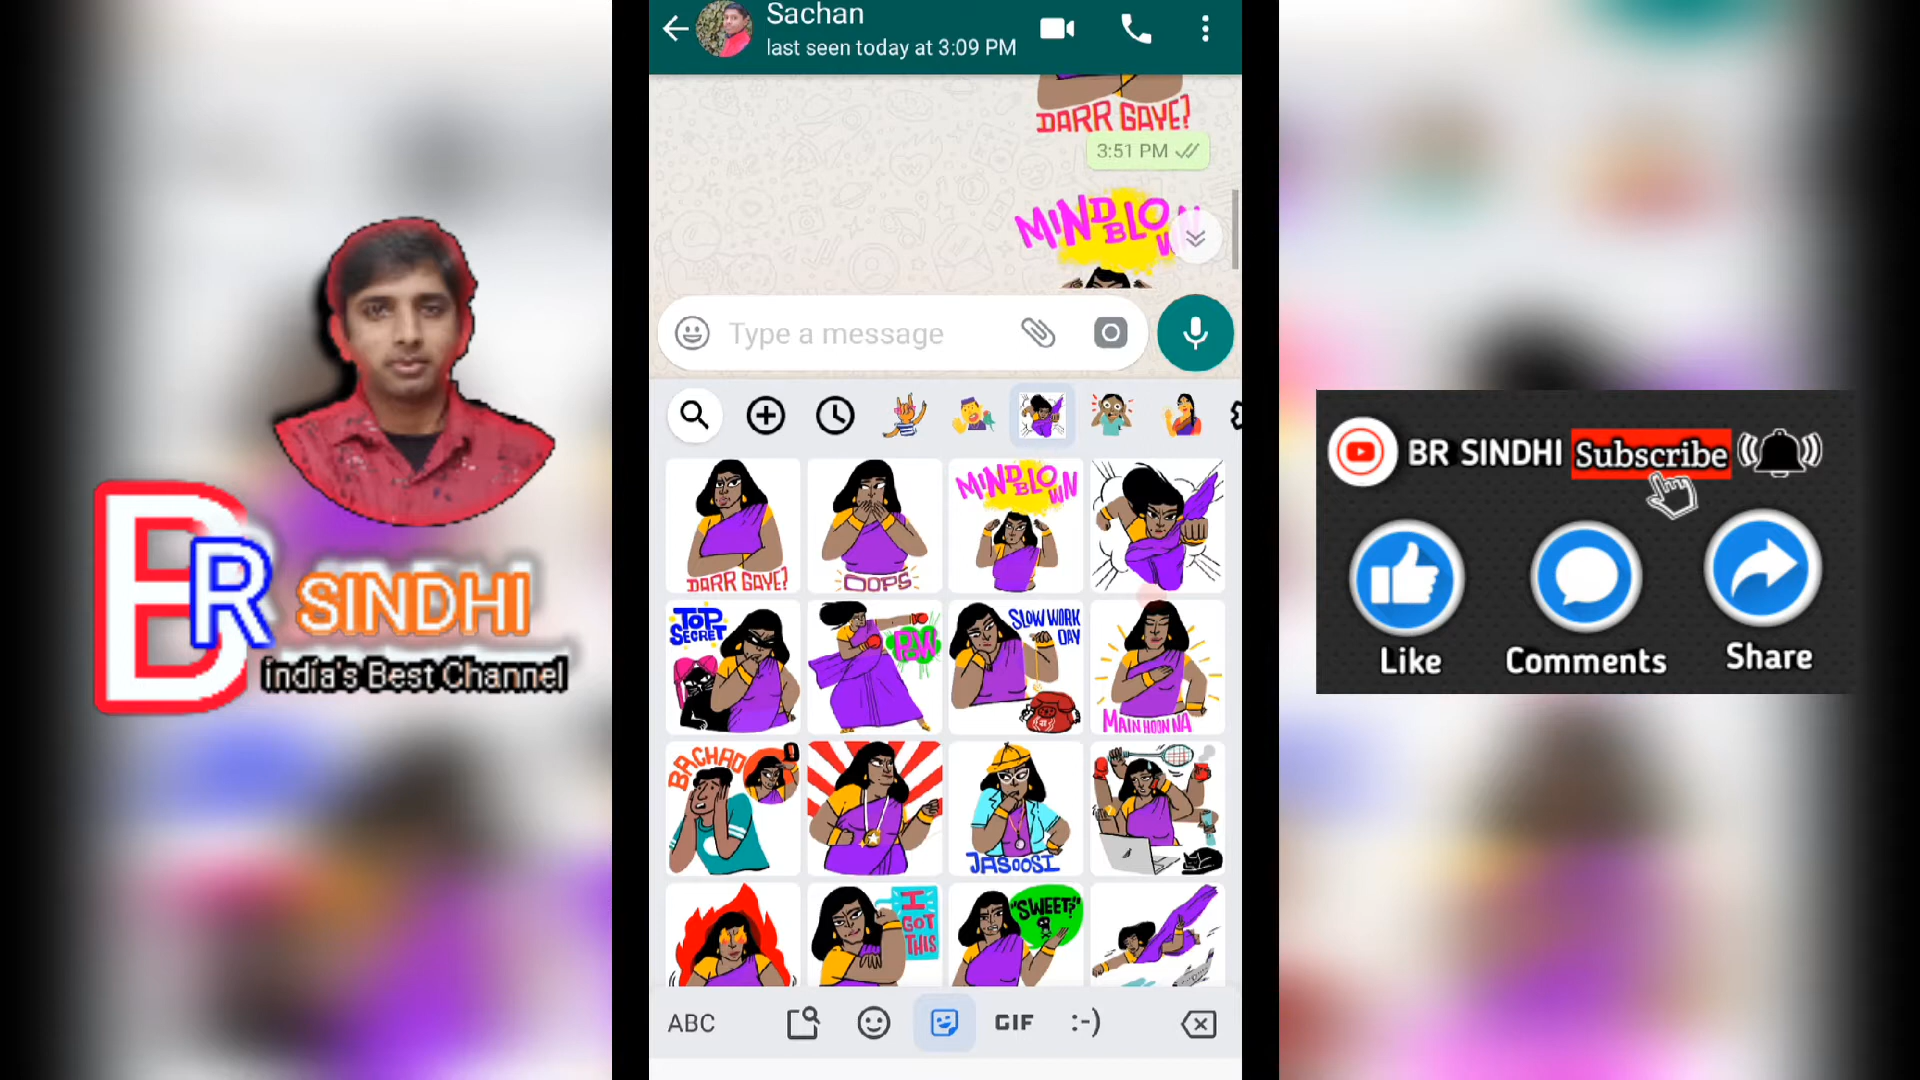 BR
SINDHI
india's Best Channel
Sachan
last seen today at 3:09 PM
DARR GAYE?
3:51 PM
MIND BLOWN
Type a message
DARR GAYE?
OOPS
MIND BLOWN
TOP SECRET
POW
SLOW WORK DAY
MAIN HOON NA
BACHAO
!
JASOOSI
I GOT THIS
"SWEET?"
ABC
GIF
:-)
BR SINDHI Subscribe
Like
Comments
Share